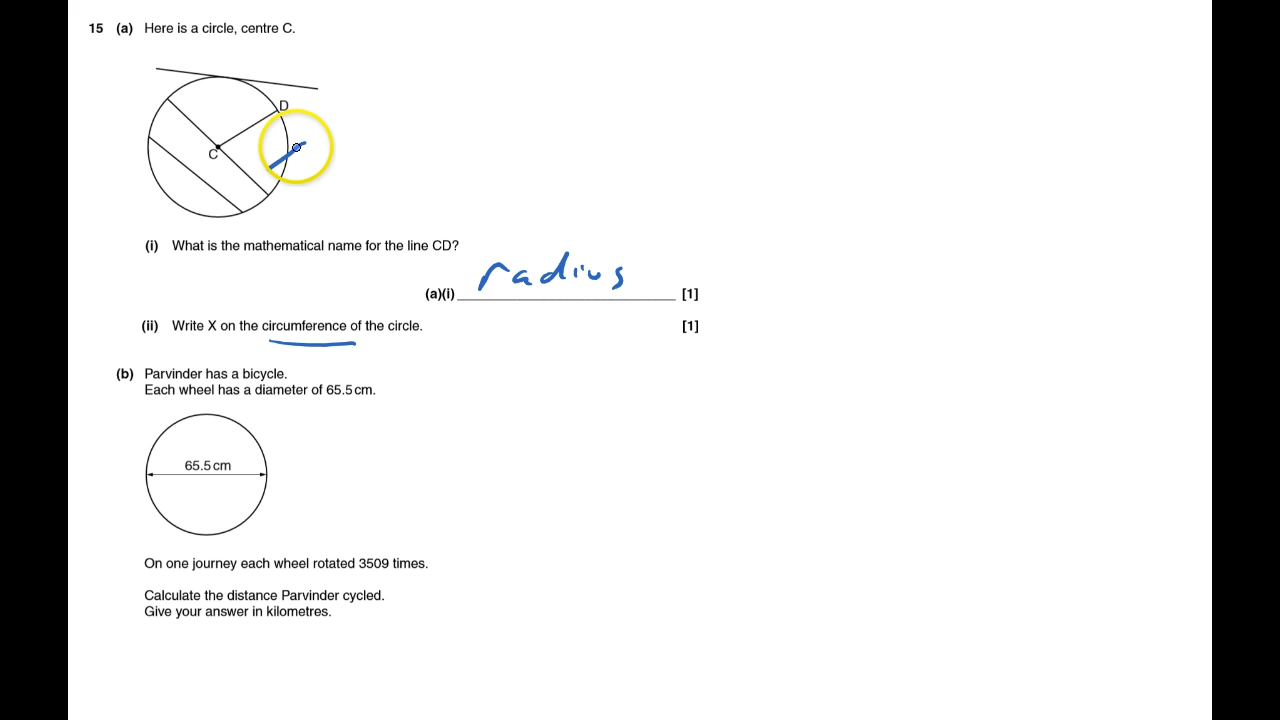 15 (a) Here is a circle, centre C.
D
C
(i) What is the mathematical name for the line CD?
radius
(a)(i) [1]
(ii) Write X on the circumference of the circle. [1]
(b) Parvinder has a bicycle.
Each wheel has a diameter of 65.5 cm.
65.5 cm
On one journey each wheel rotated 3509 times.
Calculate the distance Parvinder cycled.
Give your answer in kilometres.